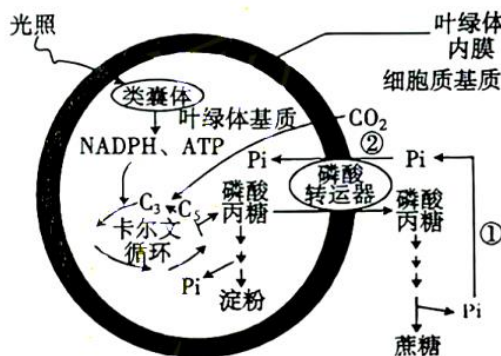 光照
叶绿体
内膜
细胞质基质
类囊体
叶绿体基质
CO₂
NADPH、ATP
Pi
②
Pi
磷酸
转运器
C₃
C₅
磷酸
丙糖
磷酸
丙糖
①
卡尔文
循环
Pi
淀粉
Pi
蔗糖